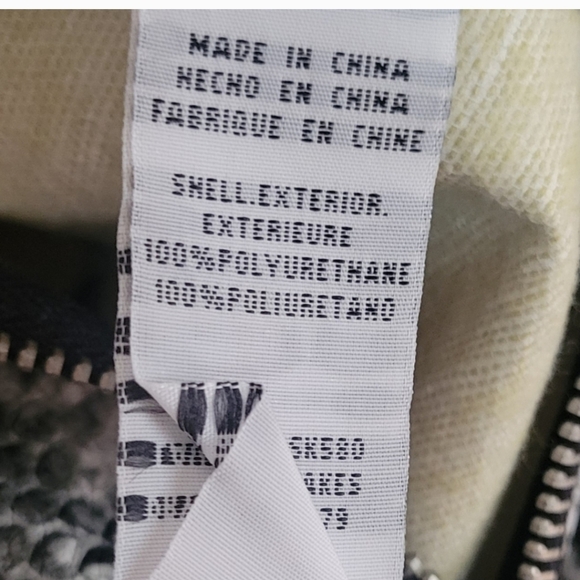 MADE IN CHINA
HECHO EN CHINA
FABRIQUE EN CHINE
SHELL.EXTERIOR.
EXTERIEURE
100%POLYURETHANE
100%POLIURETANO